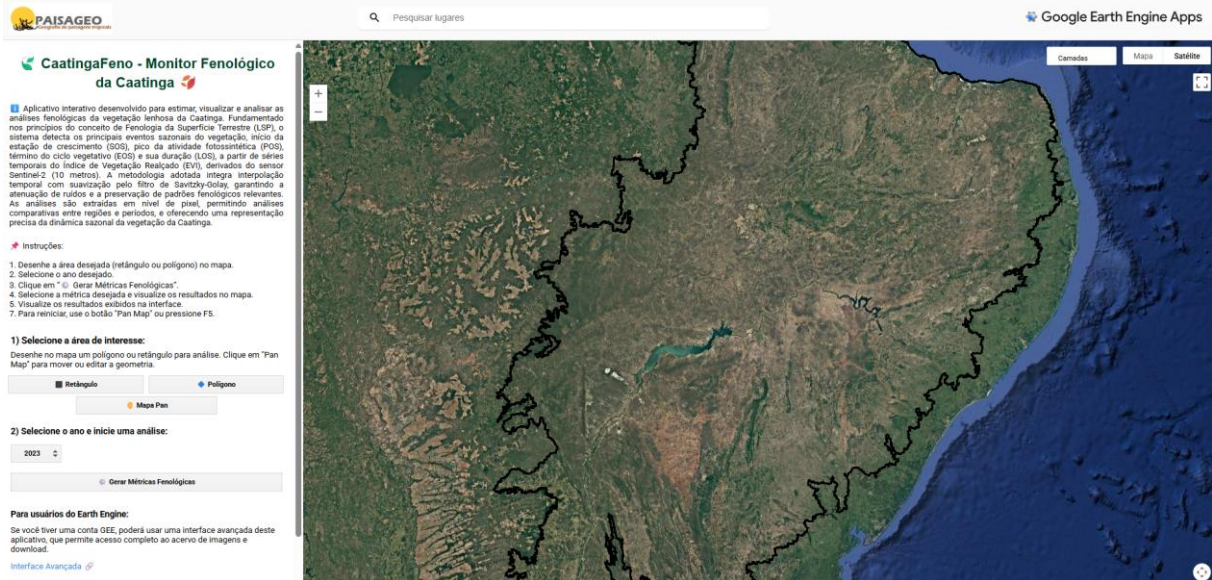 PAISAGEO
Pesquisar lugares
Google Earth Engine Apps
CaatingaFeno - Monitor Fenológico
da Caatinga
Aplicativo interativo desenvolvido para estimar, visualizar e analisar as
análises fenológicas da vegetação lenhosa da Caatinga. Fundamentado
nos princípios do conceito de Fenologia da Superfície Terrestre (LSP), o
sistema detecta os principais eventos sazonais do vegetação, início da
estação de crescimento (SOS), pico da atividade fotossintética (POS),
término do ciclo vegetativo (EOS) e sua duração (LOS), a partir de séries
temporais do Índice de Vegetação Realçado (EVI), derivados do sensor
Sentinel-2 (10 metros). A metodologia adotada integra interpolação
temporal com suavização pelo filtro de Savitzky-Golay, garantindo a
atenuação de ruídos e a preservação de padrões fenológicos relevantes.
As análises são extraídas em nível de pixel, permitindo análises
comparativas entre regiões e períodos, e oferecendo uma representação
precisa da dinâmica sazonal da vegetação da Caatinga.
Instruções:
1. Desenhe a área desejada (retângulo ou polígono) no mapa.
2. Selecione o ano desejado.
3. Clique em " Gerar Métricas Fenológicas".
4. Selecione a métrica desejada e visualize os resultados no mapa.
5. Visualize os resultados exibidos na interface.
7. Para reiniciar, use o botão "Pan Map" ou pressione F5.
1) Selecione a área de interesse:
Desenhe no mapa um polígono ou retângulo para análise. Clique em "Pan
Map" para mover ou editar a geometria.
Retângulo
Polígono
Mapa Pan
2) Selecione o ano e inicie uma análise:
2023
Gerar Métricas Fenológicas
Para usuários do Earth Engine:
Se você tiver uma conta GEE, poderá usar uma interface avançada deste
aplicativo, que permite acesso completo ao acervo de imagens e
download.
Interface Avançada
Camadas
Mapa
Satélite